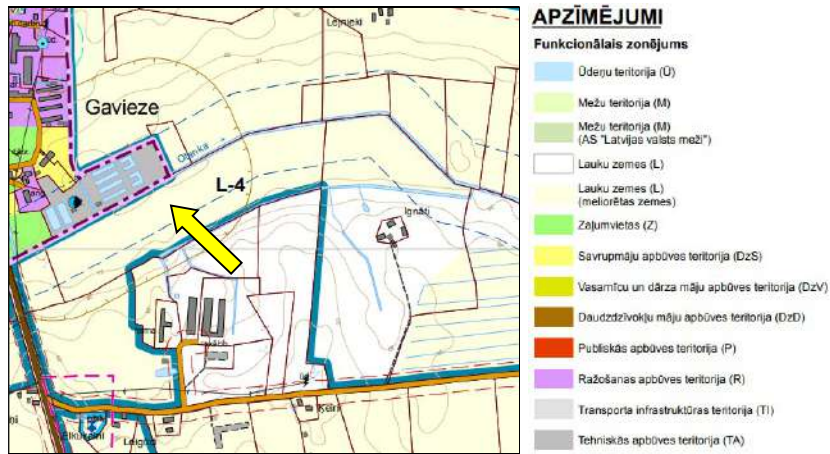 Lejnieki
Gavieze
Oļanka
L-4
Ignāti
Ķeiri
APZĪMĒJUMI
Funkcionālais zonējums
Ūdeņu teritorija (Ū)
Mežu teritorija (M)
Mežu teritorija (M)
(AS "Latvijas valsts meži")
Lauku zemes (L)
Lauku zemes (L)
(meliorētas zemes)
Zaļumvietas (Z)
Savrupmāju apbūves teritorija (DzS)
Vasarnīcu un dārza māju apbūves teritorija (DzV)
Daudzdzīvokļu māju apbūves teritorija (DzD)
Publiskās apbūves teritorija (P)
Ražošanas apbūves teritorija (R)
Transporta infrastruktūras teritorija (TI)
Tehniskās apbūves teritorija (TA)